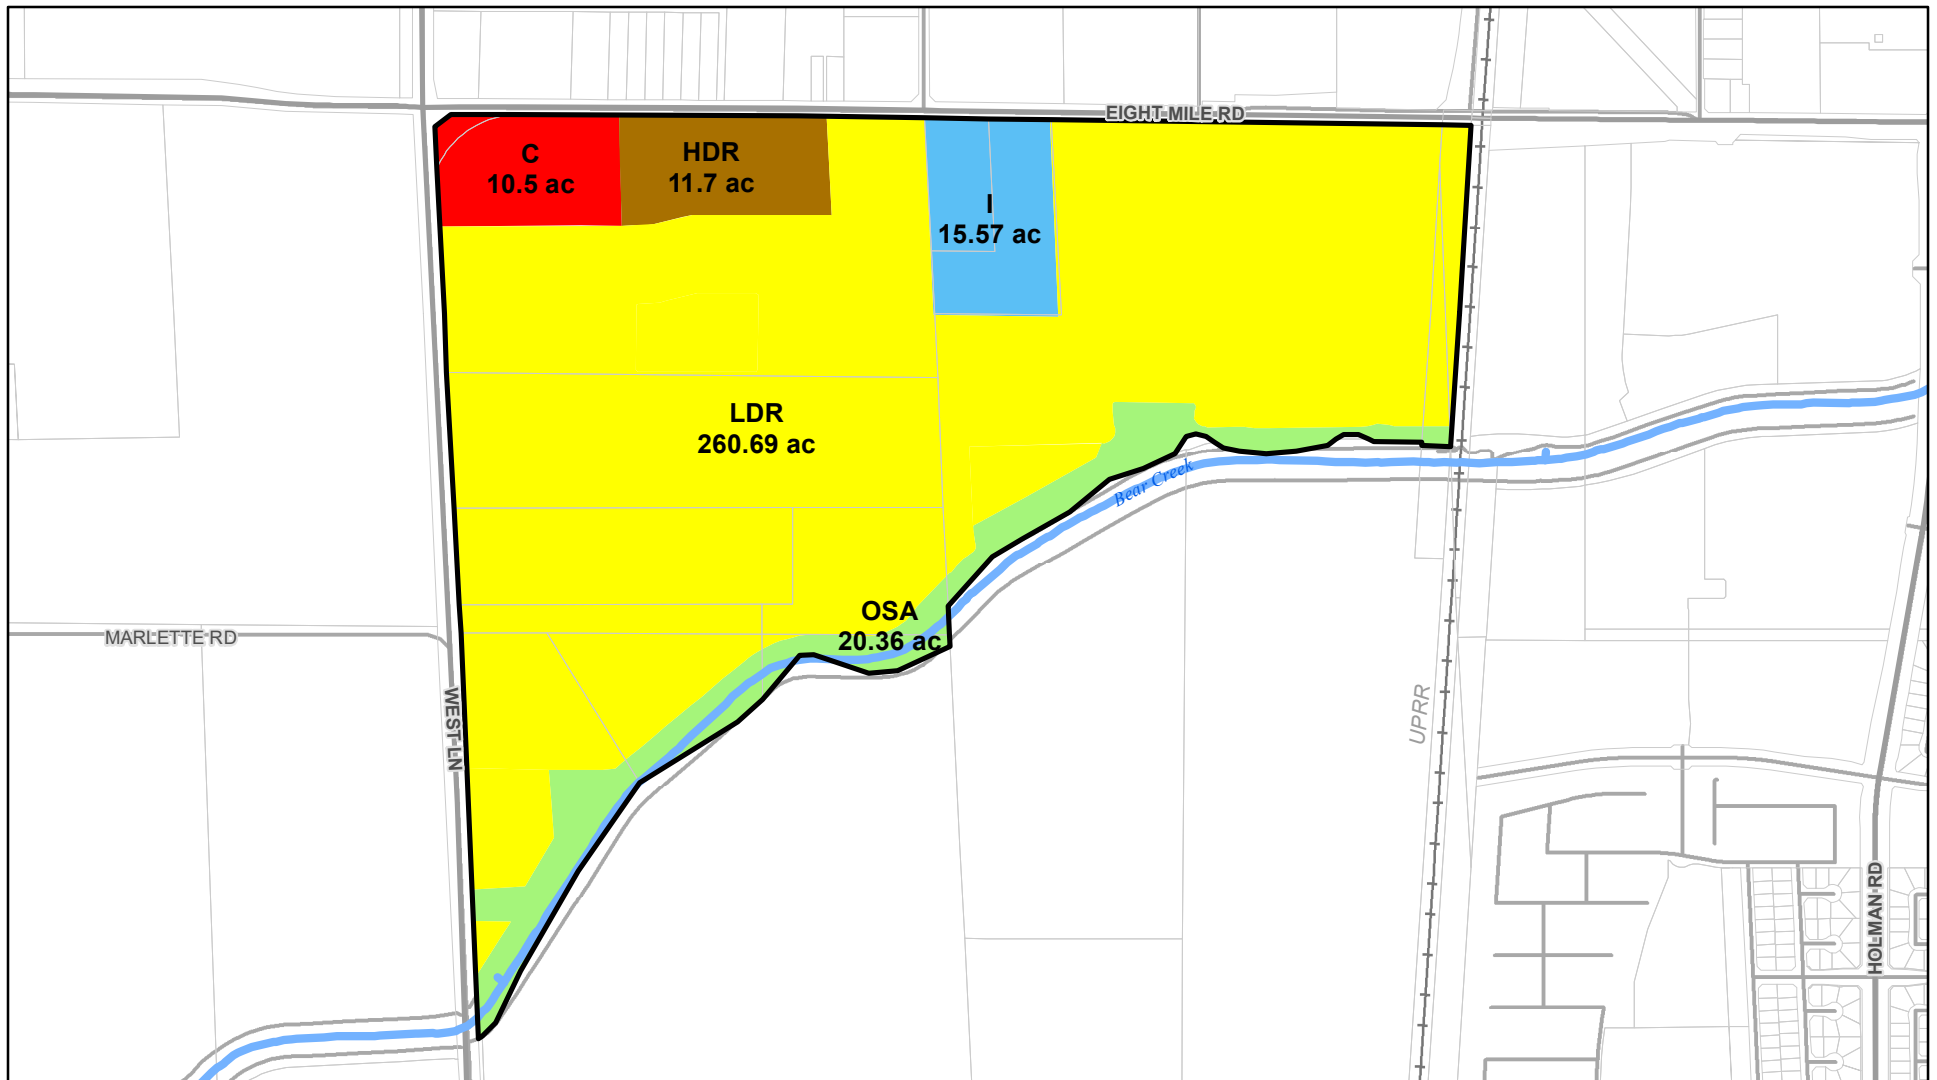 EIGHT MILE RD
C
10.5 ac
HDR
11.7 ac
I
15.57 ac
LDR
260.69 ac
Bear Creek
OSA
20.36 ac
MARLETTE RD
WEST LN
UPRR
HOLMAN RD